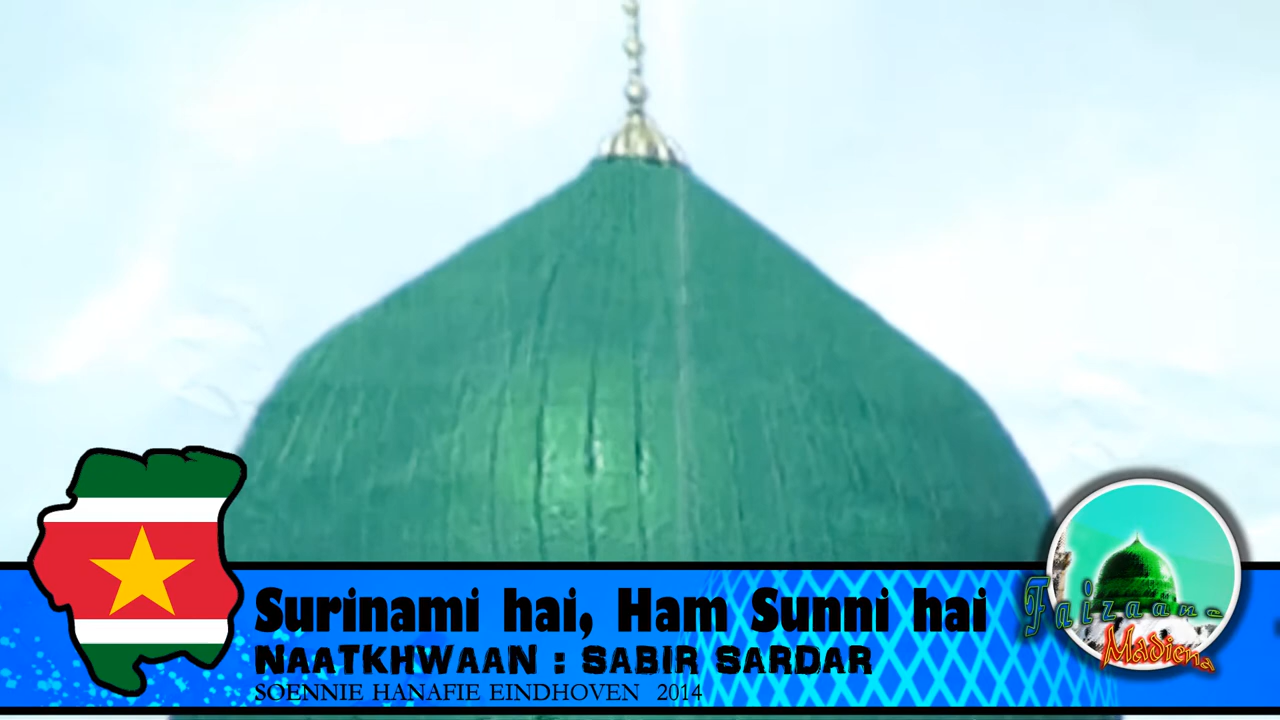 Surinami hai, Ham Sunni hai
NAATKHWAAN : SABIR SARDAR
SOENNIE HANAFIE EINDHOVEN 2014
Faizaane
Madiena